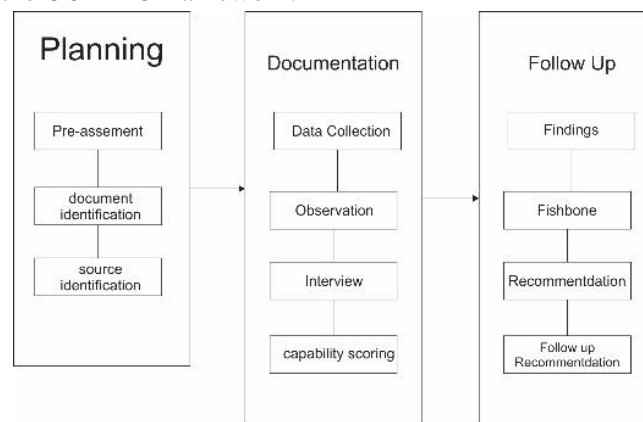 Planning
Pre-assement
document
identification
source
identification
Documentation
Data Collection
Observation
Interview
capability scoring
Follow Up
Findings
Fishbone
Recommentdation
Follow up
Recommentdation